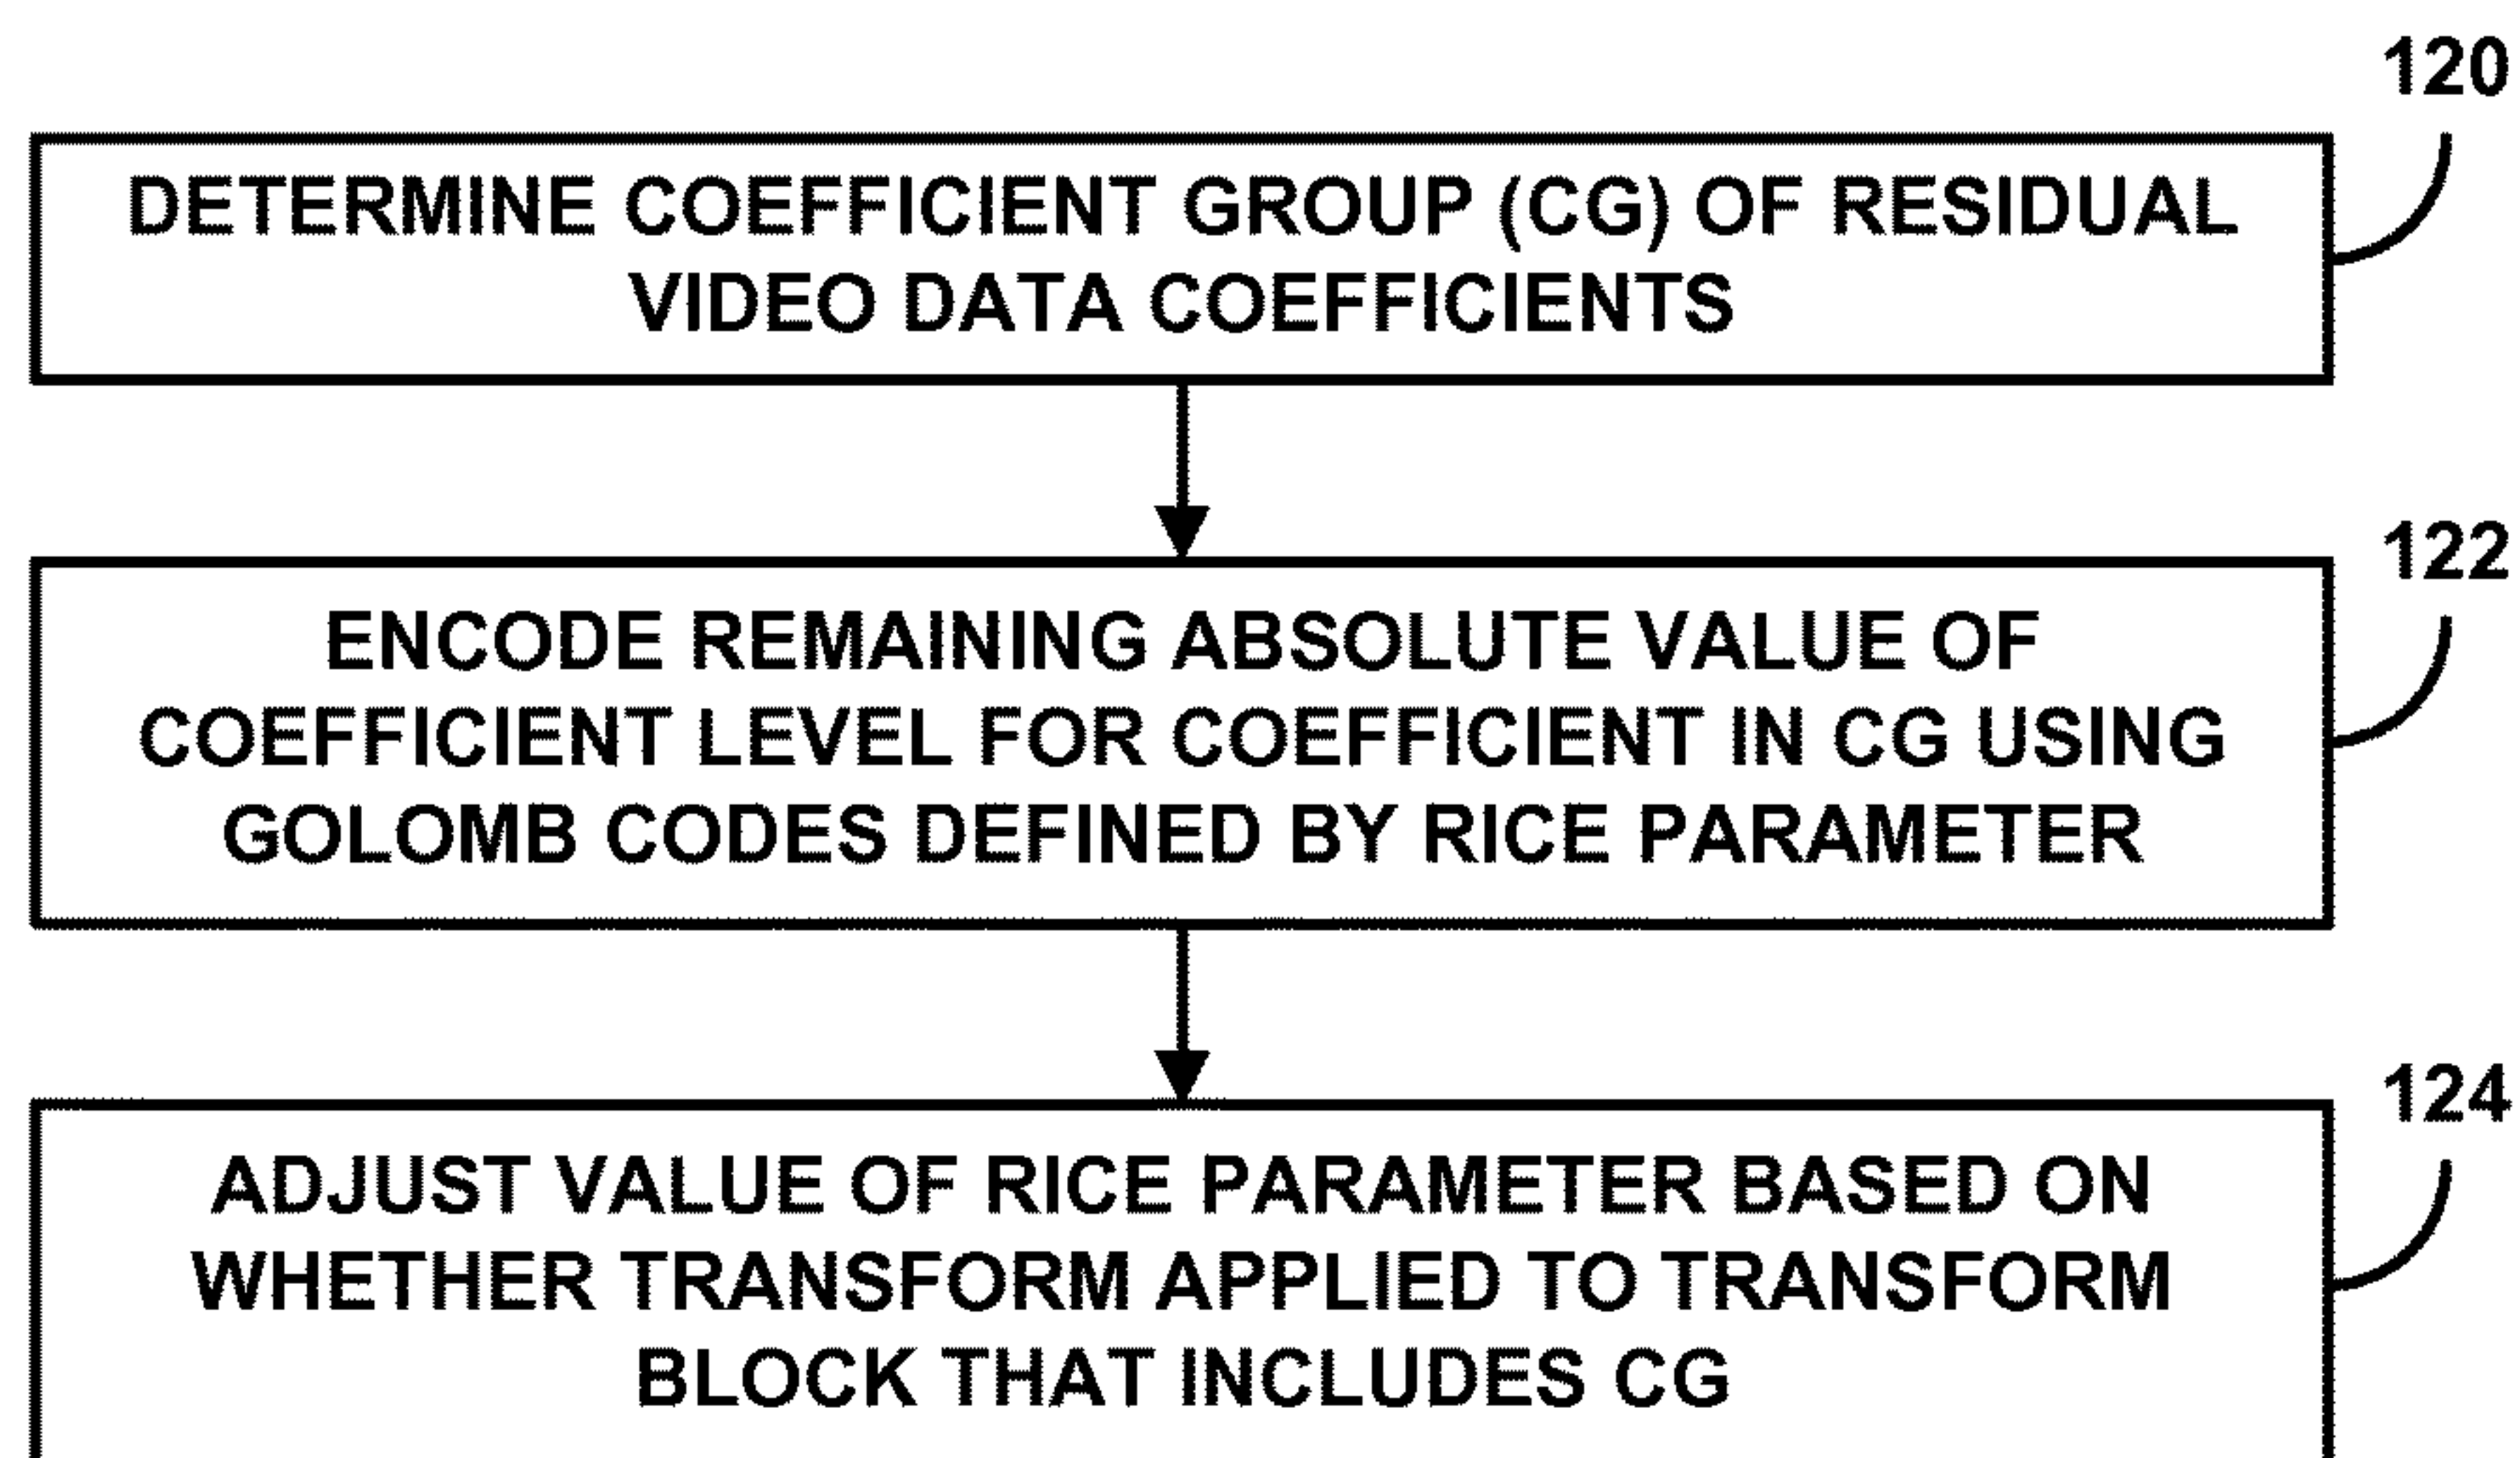 120
DETERMINE COEFFICIENT GROUP (CG) OF RESIDUAL
VIDEO DATA COEFFICIENTS
122
ENCODE REMAINING ABSOLUTE VALUE OF
COEFFICIENT LEVEL FOR COEFFICIENT IN CG USING
GOLOMB CODES DEFINED BY RICE PARAMETER
124
ADJUST VALUE OF RICE PARAMETER BASED ON
WHETHER TRANSFORM APPLIED TO TRANSFORM
BLOCK THAT INCLUDES CG